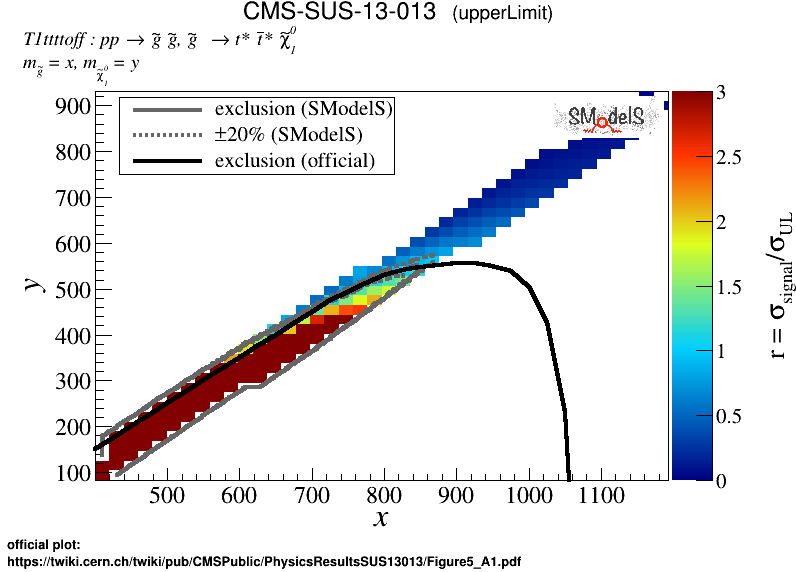 CMS-SUS-13-013 (upperLimit)
T1ttttoff : pp → g̃ g̃, g̃ → t* t̄* χ̃₁⁰
m_g̃ = x, m_χ̃₁⁰ = y
exclusion (SModelS)
±20% (SModelS)
exclusion (official)
SModelS
900
800
700
600
500
400
300
200
100
y
500 600 700 800 900 1000 1100
x
3
2.5
2
1.5
1
0.5
0
r = σ_signal/σ_UL
official plot:
https://twiki.cern.ch/twiki/pub/CMSPublic/PhysicsResultsSUS13013/Figure5_A1.pdf